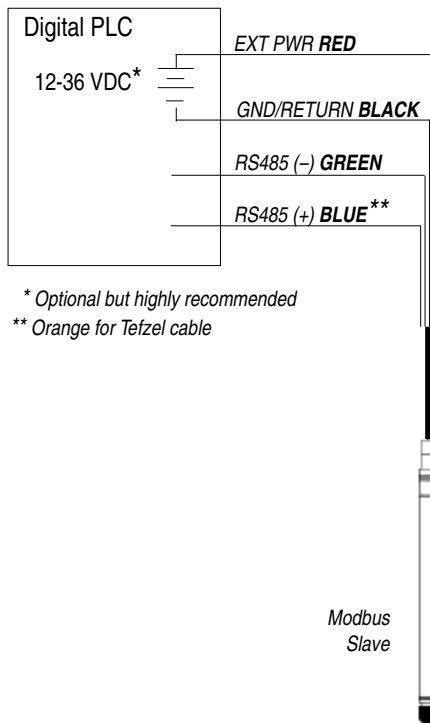 Digital PLC
12-36 VDC*
EXT PWR RED
GND/RETURN BLACK
RS485 (–) GREEN
RS485 (+) BLUE**
* Optional but highly recommended
** Orange for Tefzel cable
Modbus
Slave